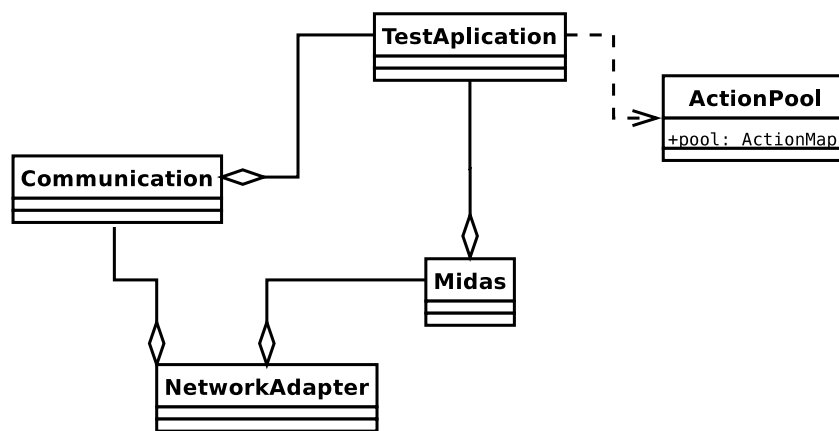 TestAplication
ActionPool
+pool: ActionMap
Communication
Midas
NetworkAdapter